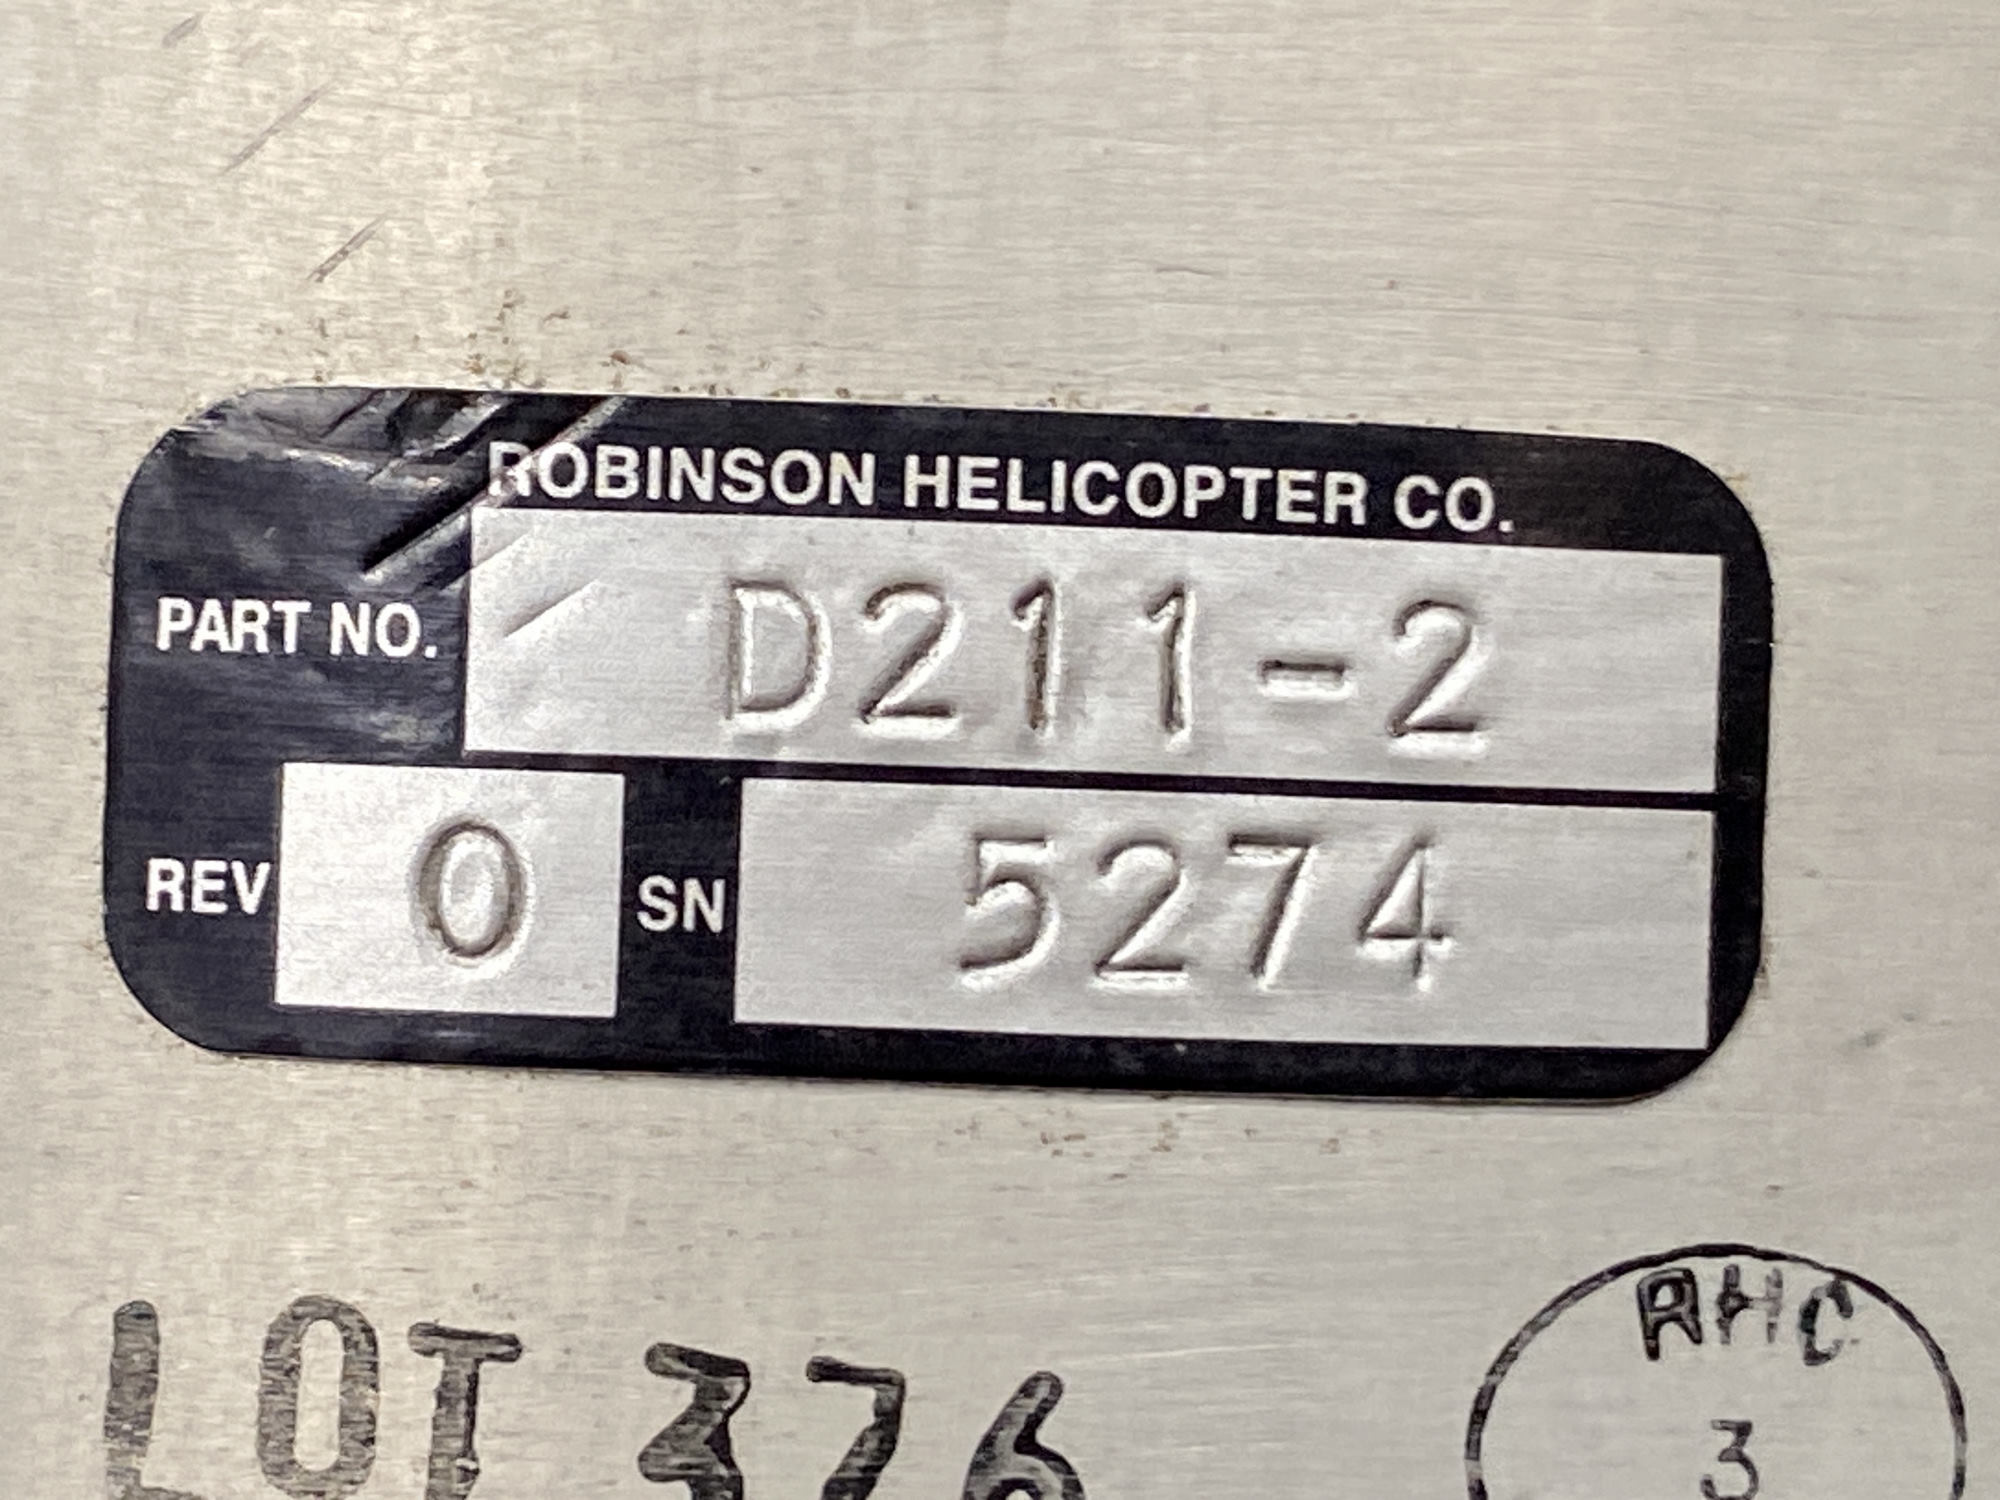 ROBINSON HELICOPTER CO.
PART NO. D211-2
REV 0 SN 5274
LOT 376
RHC
3